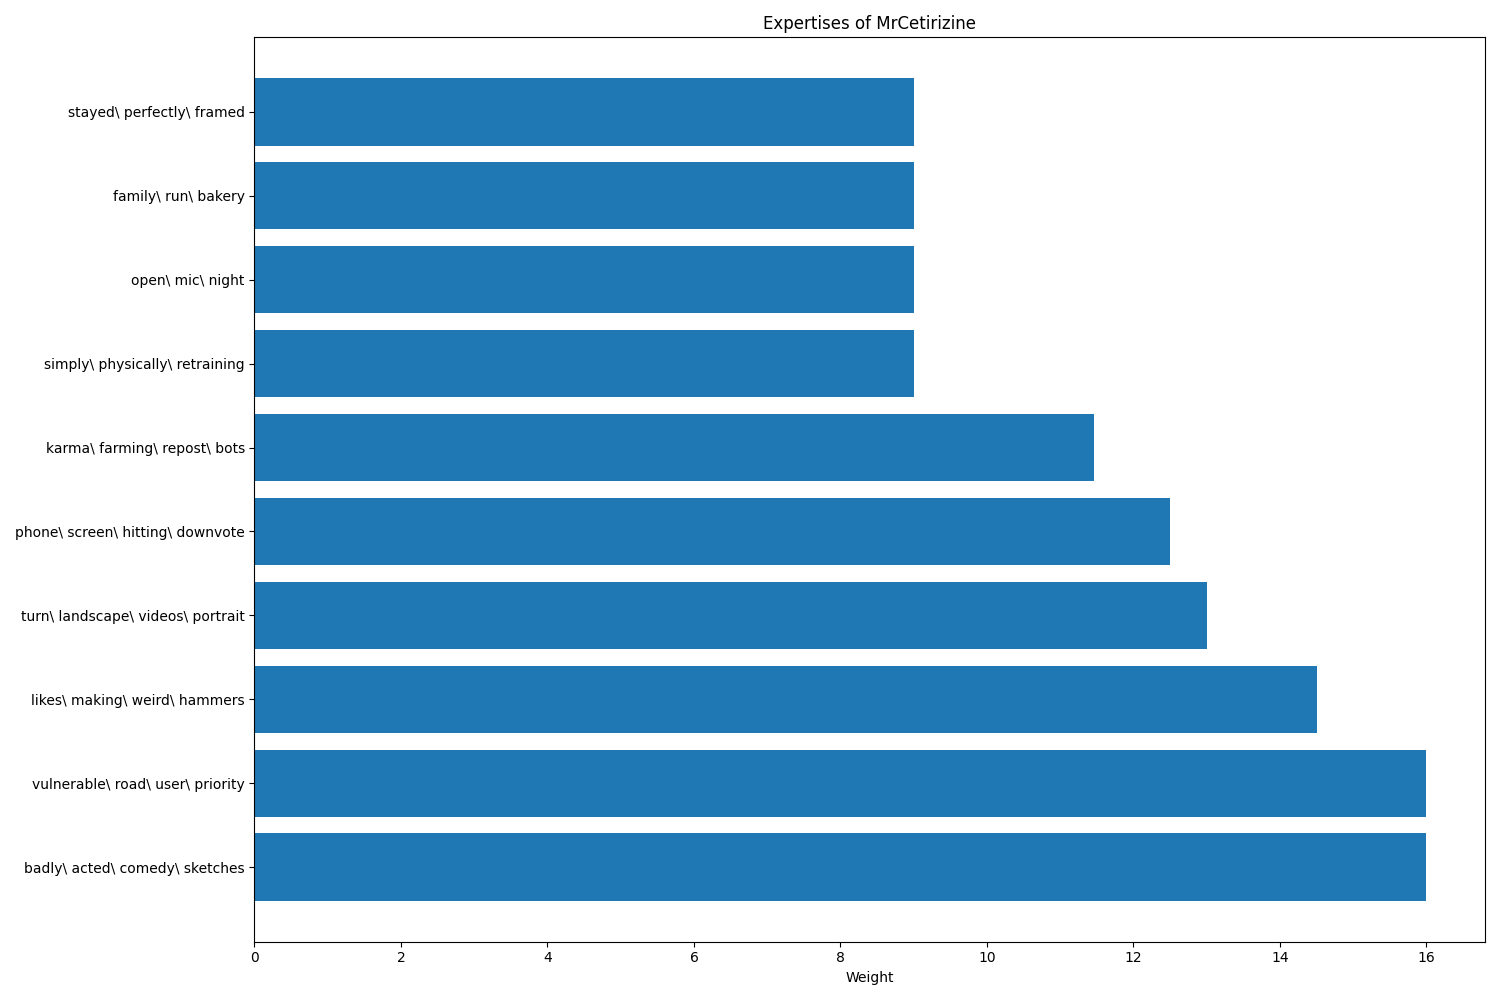 Expertises of MrCetirizine
stayed\ perfectly\ framed
family\ run\ bakery
open\ mic\ night
simply\ physically\ retraining
karma\ farming\ repost\ bots
phone\ screen\ hitting\ downvote
turn\ landscape\ videos\ portrait
likes\ making\ weird\ hammers
vulnerable\ road\ user\ priority
badly\ acted\ comedy\ sketches
0 2 4 6 8 10 12 14 16
Weight